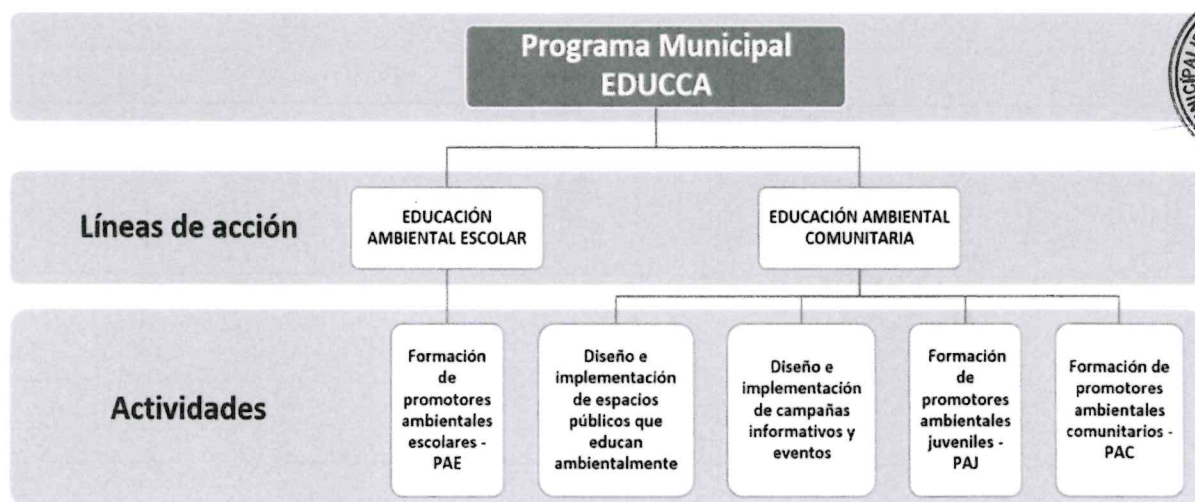 Programa Municipal
EDUCCA
Líneas de acción
EDUCACIÓN
AMBIENTAL ESCOLAR
EDUCACIÓN AMBIENTAL
COMUNITARIA
Actividades
Formación
de
promotores
ambientales
escolares -
PAE
Diseño e
implementación
de espacios
públicos que
educan
ambientalmente
Diseño e
implementación
de campañas
informativos y
eventos
Formación
de
promotores
ambientales
juveniles -
PAJ
Formación de
promotores
ambientales
comunitarios -
PAC